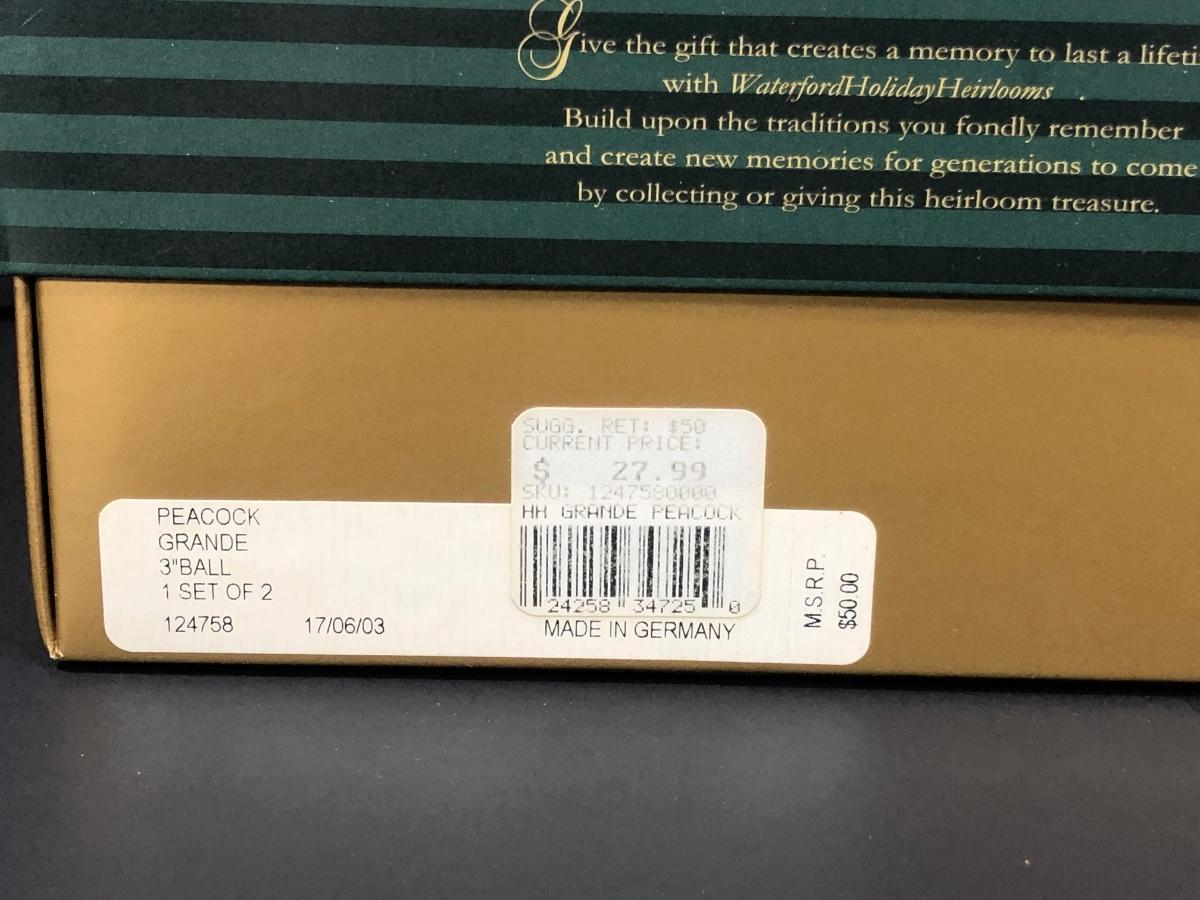 Give the gift that creates a memory to last a lifeti
with WaterfordHolidayHeirlooms .
Build upon the traditions you fondly remember
and create new memories for generations to come
by collecting or giving this heirloom treasure.
SUGG. RET: $50
CURRENT PRICE:
$ 27.99
SKU: 1247580000
HH GRANDE PEACOCK
24258 34725 0
PEACOCK
GRANDE
3"BALL
1 SET OF 2
124758 17/06/03
MADE IN GERMANY
M.S.R.P.
$50.00